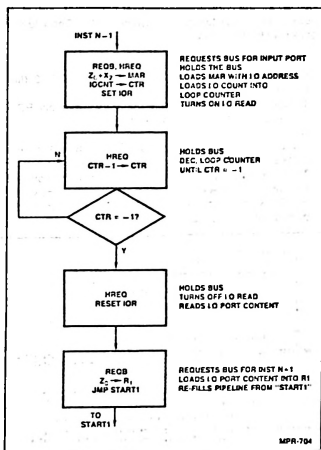 INST N-1
REQB, HREQ
Z₁ + X₂ → MAR
IOCNT → CTR
SET IOR
REQUESTS BUS FOR INPUT PORT
HOLDS THE BUS
LOADS MAR WITH I O ADDRESS
LOADS I O COUNT INTO
LOOP COUNTER
TURNS ON I O READ
N
HREQ
CTR-1 → CTR
HOLDS BUS
DEC. LOOP COUNTER
UNTIL CTR = -1
CTR = -1?
Y
HREQ
RESET IOR
HOLDS BUS
TURNS OFF I O READ
READS I O PORT CONTENT
REQB
Z₂ → R₁
JMP START1
REQUESTS BUS FOR INST N+1
LOADS I O PORT CONTENT INTO R1
RE-FILLS PIPELINE FROM "START1"
TO
START1
MPR-704